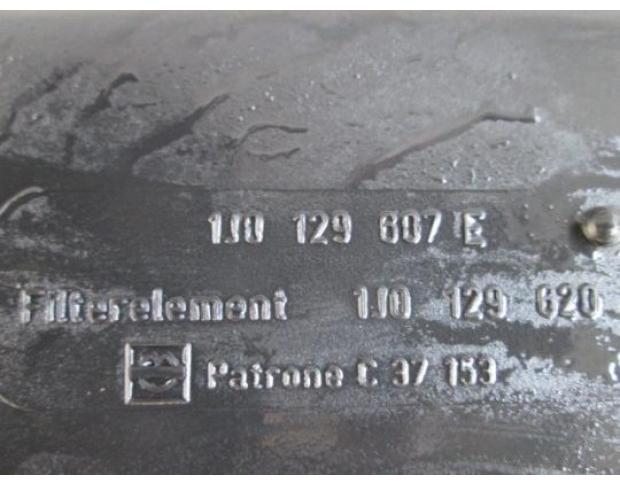 1J0 129 607 E
Filterelement 1J0 129 620
Patrone C 37 153